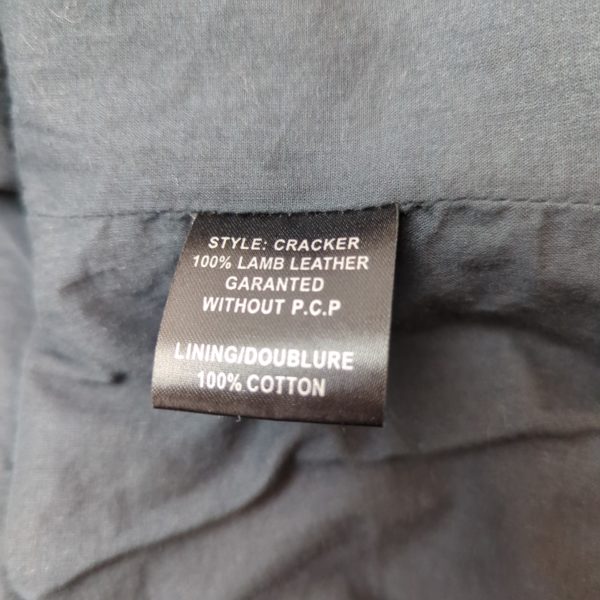 STYLE: CRACKER
100% LAMB LEATHER
GARANTED
WITHOUT P.C.P
LINING/DOUBLURE
100% COTTON